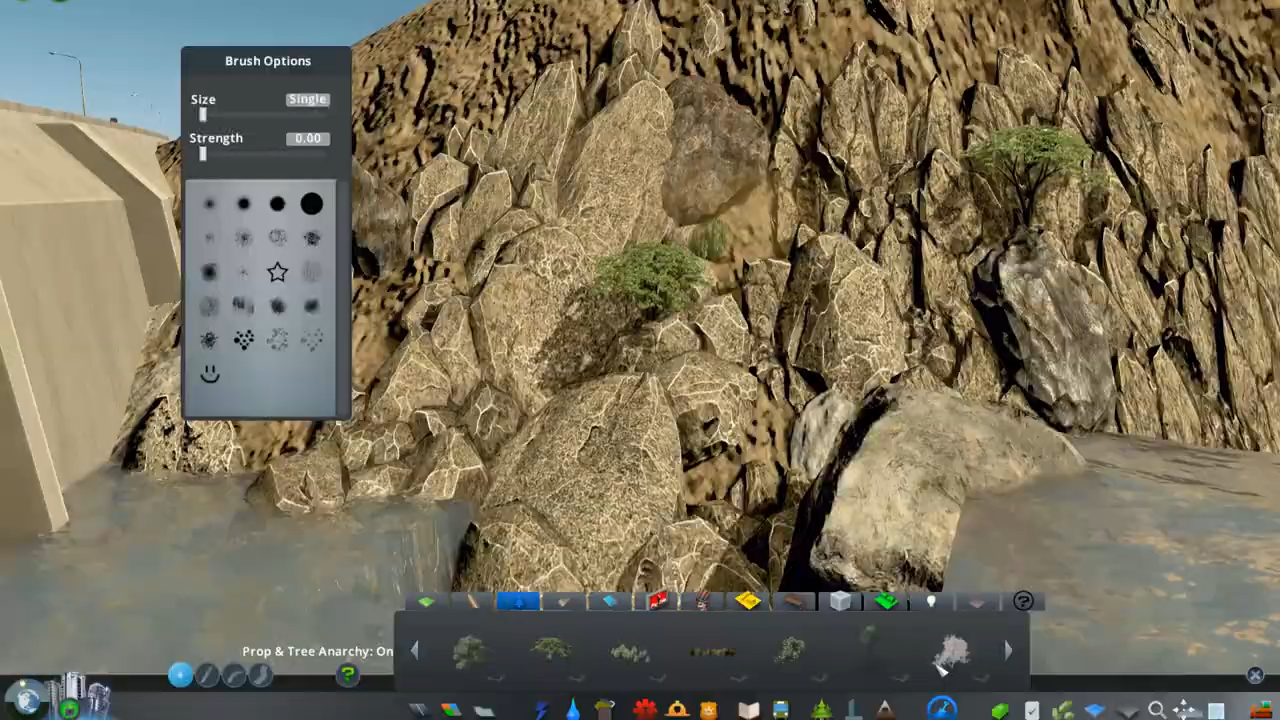 Brush Options
Size Single
Strength 0.00
Prop & Tree Anarchy: On
?
?